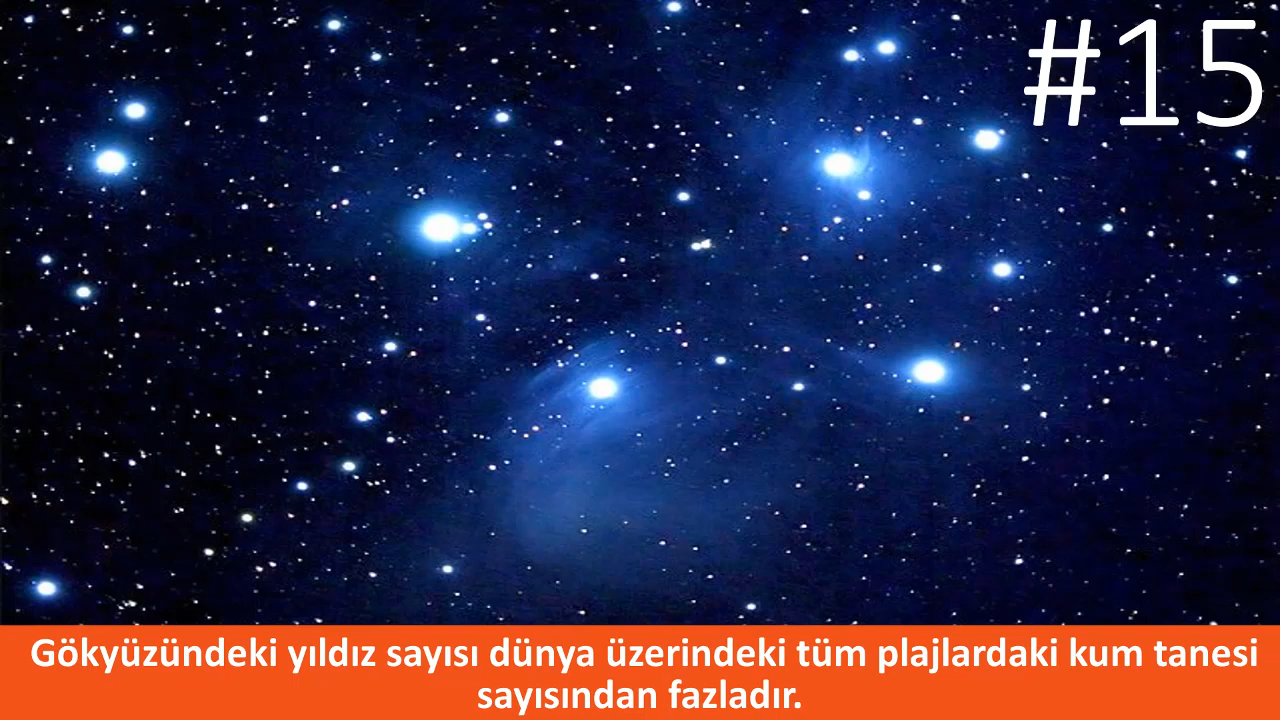 #15
Gökyüzündeki yıldız sayısı dünya üzerindeki tüm plajlardaki kum tanesi
sayısından fazladır.